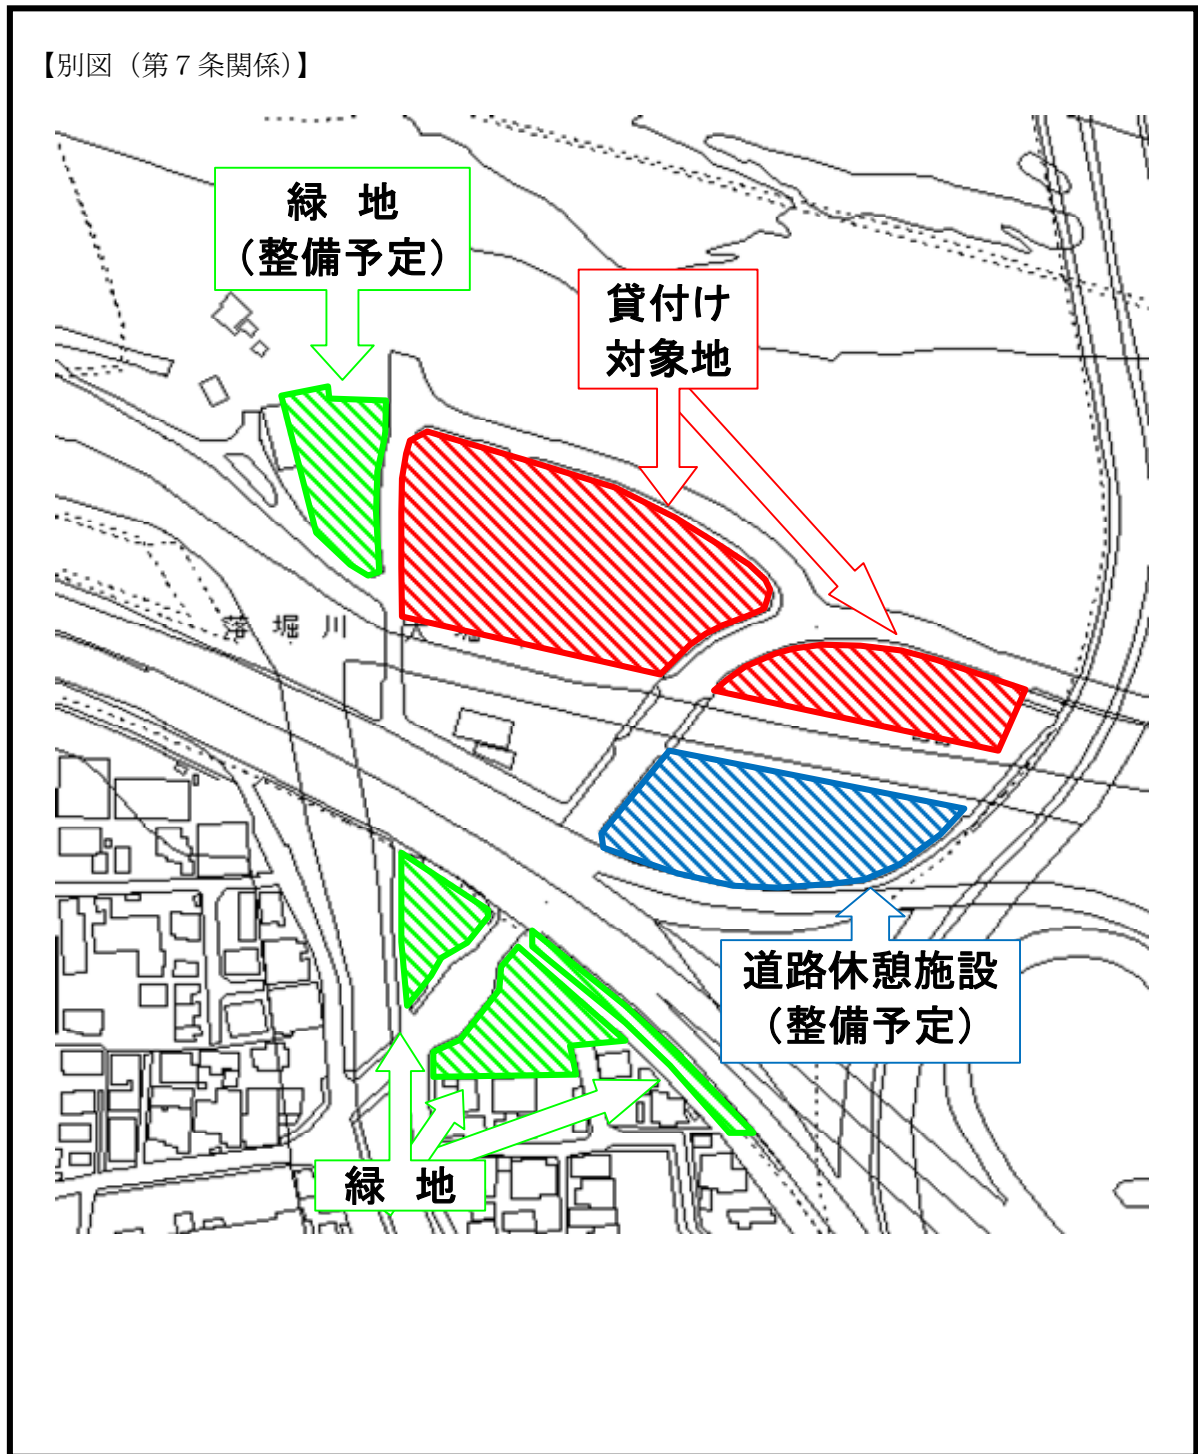 【別図（第７条関係）】
緑　地
（整備予定）
貸付け
対象地
落 堀 川
道路休憩施設
（整備予定）
緑　地